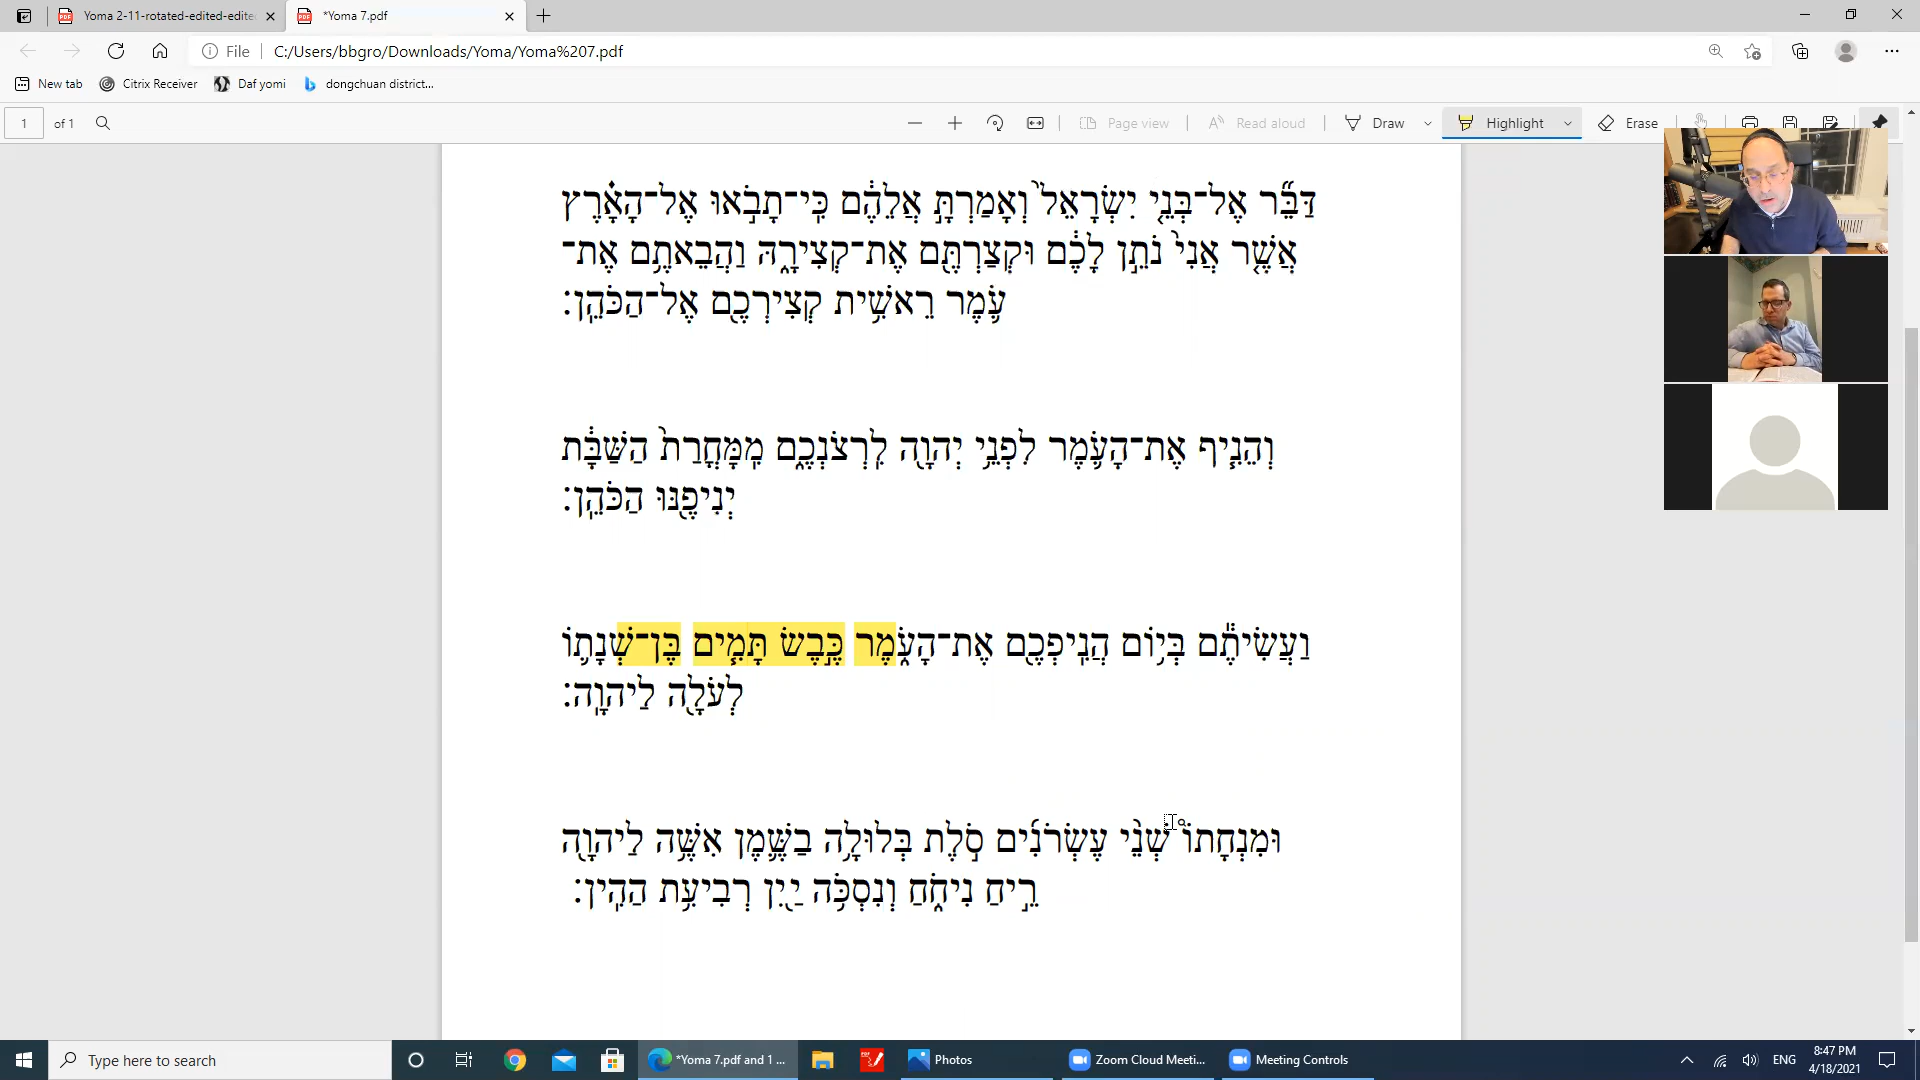 Yoma 2-11-rotated-edited-edite
*Yoma 7.pdf
File
C:/Users/bbgro/Downloads/Yoma/Yoma%207.pdf
New tab
Citrix Receiver
Daf yomi
dongchuan district...
1
of 1
Page view
Read aloud
Draw
Highlight
Erase
דַּבֵּ֞ר אֶל־בְּנֵ֤י יִשְׂרָאֵל֙ וְאָמַרְתָּ֣ אֲלֵהֶ֔ם כִּֽי־תָבֹ֣אוּ אֶל־הָאָ֗רֶץ
אֲשֶׁ֤ר אֲנִי֙ נֹתֵ֣ן לָכֶ֔ם וּקְצַרְתֶּ֖ם אֶת־קְצִירָ֑הּ וַהֲבֵאתֶ֥ם אֶת־
עֹ֛מֶר רֵאשִׁ֥ית קְצִירְכֶ֖ם אֶל־הַכֹּהֵֽן׃
וְהֵנִ֧יף אֶת־הָעֹ֛מֶר לִפְנֵ֥י יְהוָ֖ה לִֽרְצֹנְכֶ֑ם מִֽמָּחֳרַת֙ הַשַּׁבָּ֔ת
יְנִיפֶ֖נּוּ הַכֹּהֵֽן׃
וַעֲשִׂיתֶ֕ם בְּי֥וֹם הֲנִֽיפְכֶ֖ם אֶת־הָעֹ֑מֶר כֶּ֣בֶשׂ תָּמִ֧ים בֶּן־שְׁנָת֛וֹ
לְעֹלָ֖ה לַיהוָֽה׃
וּמִנְחָתוֹ֩ שְׁנֵ֨י עֶשְׂרֹנִ֜ים סֹ֣לֶת בְּלוּלָ֥ה בַשֶּׁ֛מֶן אִשֶּׁ֥ה לַיהוָ֖ה
רֵ֣יחַ נִיחֹ֑חַ וְנִסְכֹּ֥ה יַ֖יִן רְבִיעִ֥ת הַהִֽין׃
Type here to search
*Yoma 7.pdf and 1 ...
Photos
Zoom Cloud Meeti...
Meeting Controls
ENG
8:47 PM
4/18/2021